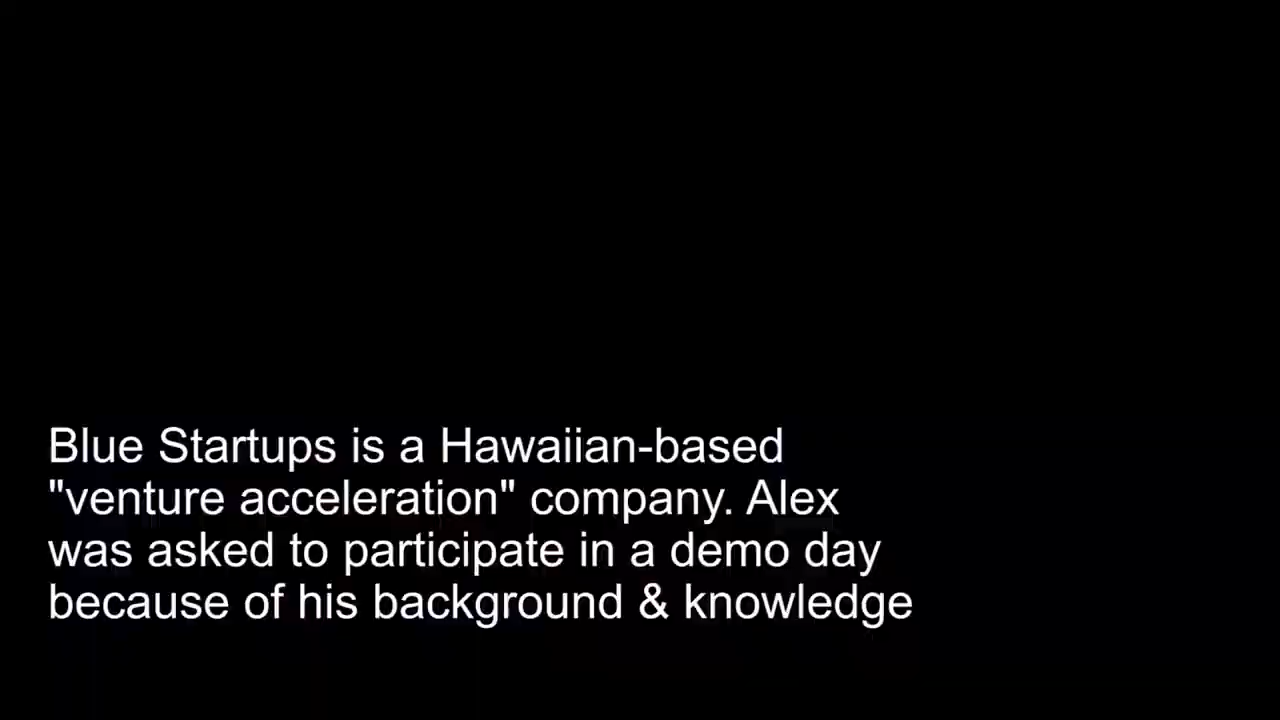 Blue Startups is a Hawaiian-based
"venture acceleration" company. Alex
was asked to participate in a demo day
because of his background & knowledge